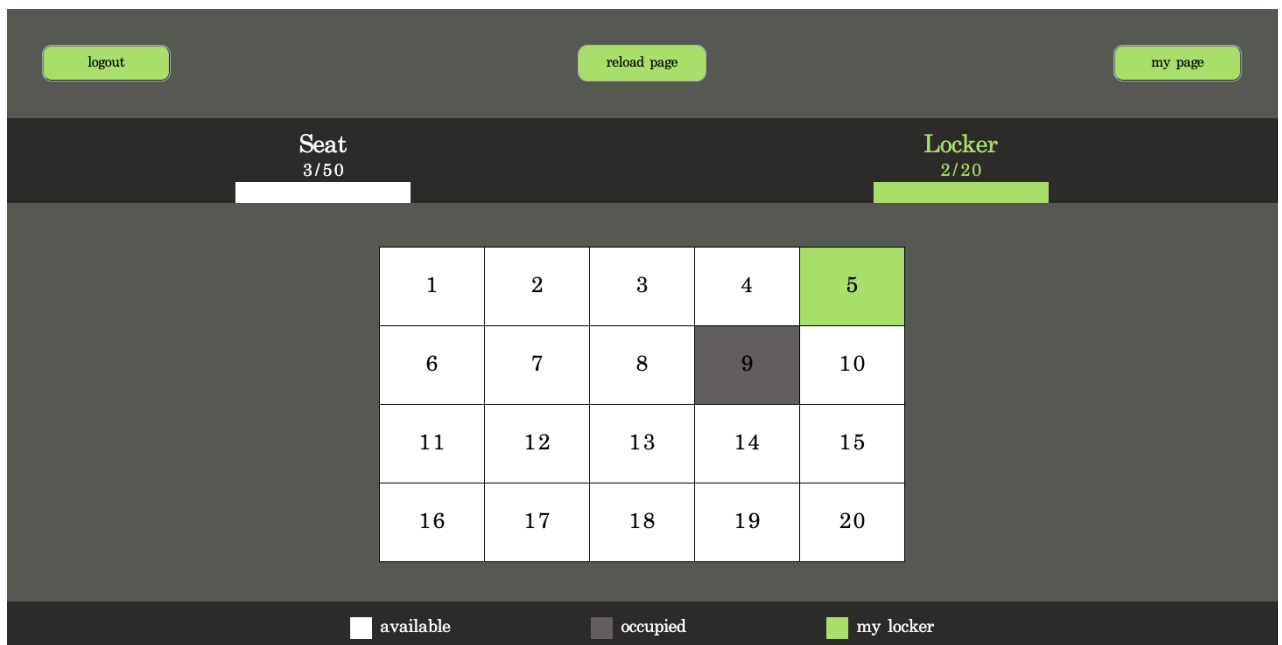 logout reload page my page
Seat Locker
3/50 2/20
1 2 3 4 5
6 7 8 9 10
11 12 13 14 15
16 17 18 19 20
available occupied my locker